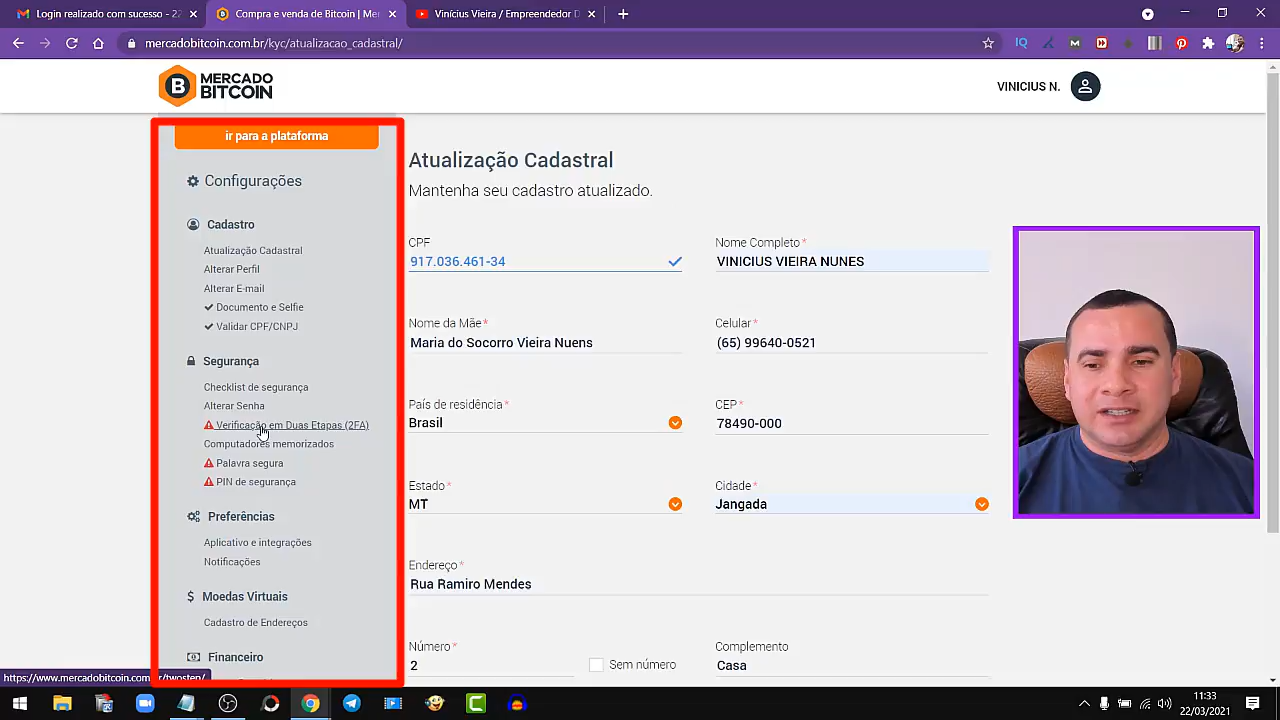 Login realizado com sucesso - 22
Compra e venda de Bitcoin | Mer
Vinícius Vieira / Empreendedor D
mercadobitcoin.com.br/kyc/atualizacao_cadastral/
MERCADO
BITCOIN
VINICIUS N.
ir para a plataforma
Configurações
Cadastro
Atualização Cadastral
Alterar Perfil
Alterar E-mail
Documento e Selfie
Validar CPF/CNPJ
Segurança
Checklist de segurança
Alterar Senha
Verificação em Duas Etapas (2FA)
Computadores memorizados
Palavra segura
PIN de segurança
Preferências
Aplicativo e integrações
Notificações
Moedas Virtuais
Cadastro de Endereços
Financeiro
Atualização Cadastral
Mantenha seu cadastro atualizado.
CPF
917.036.461-34
Nome Completo*
VINICIUS VIEIRA NUNES
Nome da Mãe*
Maria do Socorro Vieira Nuens
Celular*
(65) 99640-0521
País de residência*
Brasil
CEP*
78490-000
Estado*
MT
Cidade*
Jangada
Endereço*
Rua Ramiro Mendes
Número*
2
Sem número
Complemento
Casa
https://www.mercadobitcoin.com.br/twostep/
11:33
22/03/2021